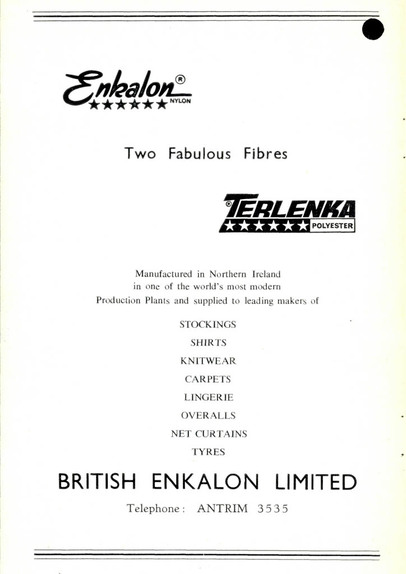 Enkalon®
NYLON
Two Fabulous Fibres
®TERLENKA
POLYESTER
Manufactured in Northern Ireland
in one of the world's most modern
Production Plants and supplied to leading makers of
STOCKINGS
SHIRTS
KNITWEAR
CARPETS
LINGERIE
OVERALLS
NET CURTAINS
TYRES
BRITISH ENKALON LIMITED
Telephone: ANTRIM 3535